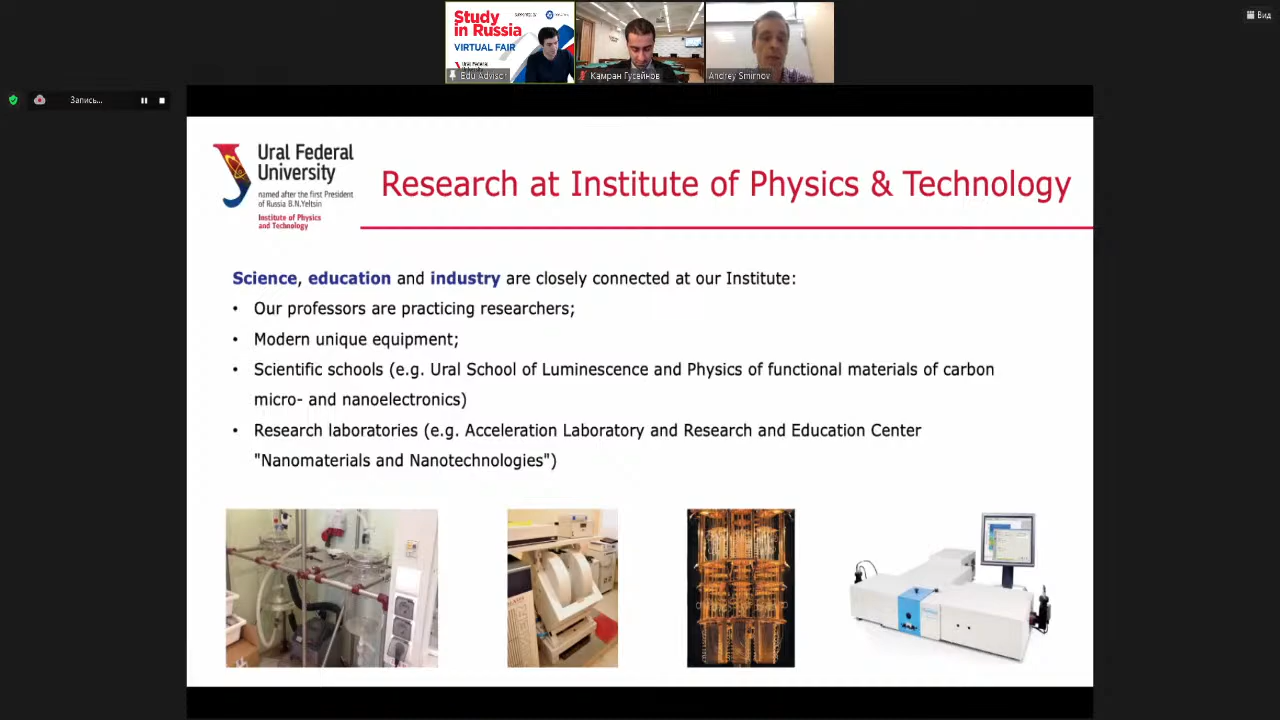 Study
in Russia
VIRTUAL FAIR
Edu Adviso
Камран Гусейнов
Andrey Smirnov
Вид
Запись...
Ural Federal
University
named after the first President
of Russia B.N.Yeltsin
Institute of Physics
and Technology
Research at Institute of Physics & Technology
Science, education and industry are closely connected at our Institute:
• Our professors are practicing researchers;
• Modern unique equipment;
• Scientific schools (e.g. Ural School of Luminescence and Physics of functional materials of carbon
micro- and nanoelectronics)
• Research laboratories (e.g. Acceleration Laboratory and Research and Education Center
"Nanomaterials and Nanotechnologies")